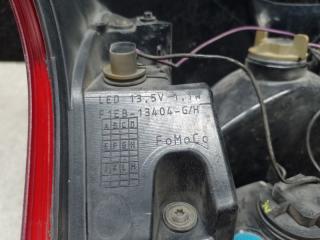 LED 13,5V 1,1W
F1EB-13404-G/H
A B C D
FoMoCo